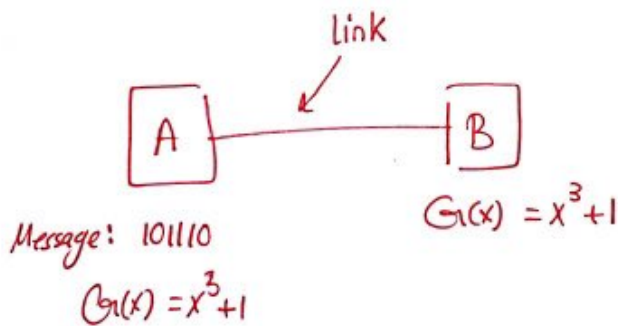 link
A
B
Message: 101110
G(x) = x³+1
G(x) = x³+1